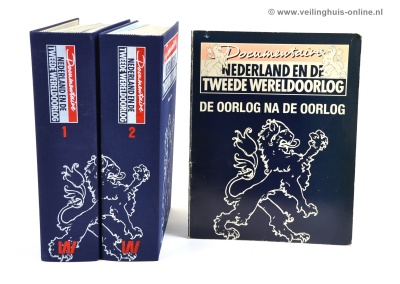 © www.veilinghuis-online.nl
Documentaire
NEDERLAND EN DE
TWEEDE WERELDOORLOG
1
Documentaire
NEDERLAND EN DE
TWEEDE WERELDOORLOG
2
Documentaire
NEDERLAND EN DE
TWEEDE WERELDOORLOG
DE OORLOG NA DE OORLOG